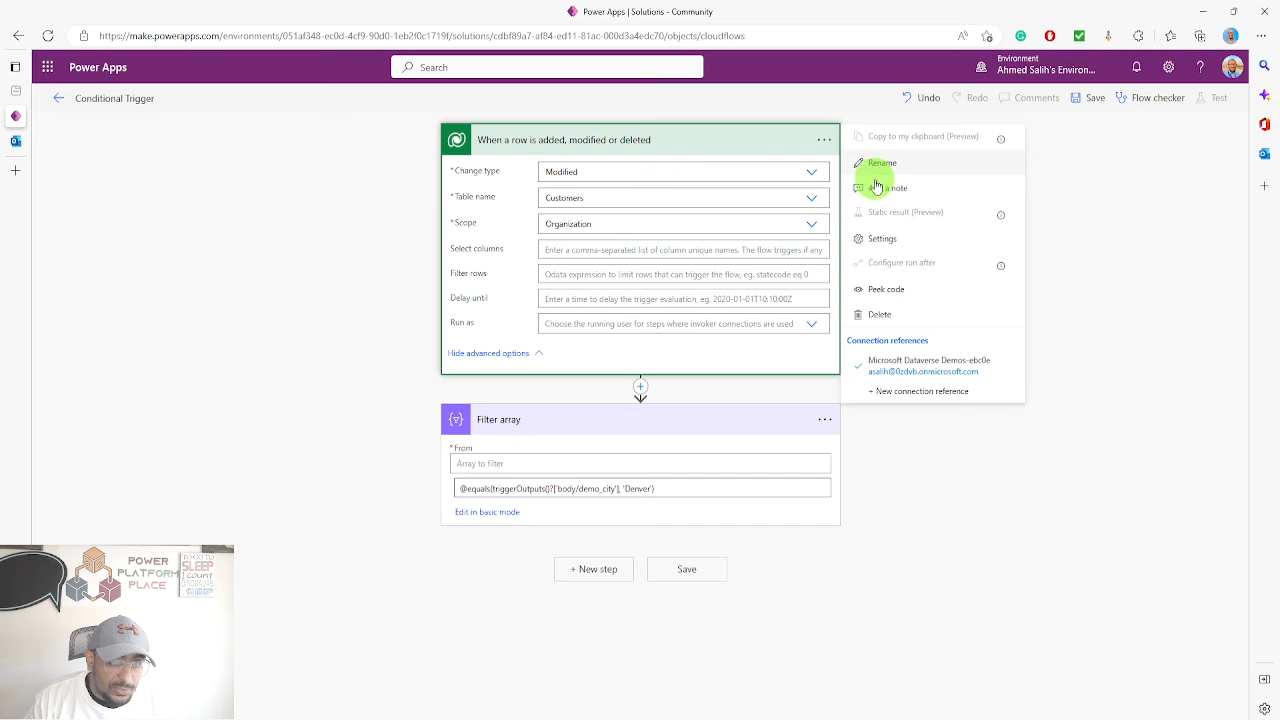 Power Apps | Solutions - Community
https://make.powerapps.com/environments/051af348-ec0d-4cf9-90d0-1eb2f0c1719f/solutions/cdbf89a7-af84-ed11-81ac-000d3a4edc70/objects/cloudflows
Power Apps
Search
Environment
Ahmed Salih's Environ...
Conditional Trigger
Undo Redo Comments Save Flow checker Test
When a row is added, modified or deleted
* Change type Modified
* Table name Customers
* Scope Organization
Select columns Enter a comma-separated list of column unique names. The flow triggers if any
Filter rows Odata expression to limit rows that can trigger the flow, eg. statecode eq 0
Delay until Enter a time to delay the trigger evaluation, eg. 2020-01-01T10:10:00Z
Run as Choose the running user for steps where invoker connections are used
Hide advanced options
Copy to my clipboard (Preview)
Rename
a note
Static result (Preview)
Settings
Configure run after
Peek code
Delete
Connection references
Microsoft Dataverse Demos-ebc0e
asalih@0zdvb.onmicrosoft.com
+ New connection reference
Filter array
* From
Array to filter
@equals(triggerOutputs()?['body/demo_city'], 'Denver')
Edit in basic mode
+ New step
Save
POWER
PLATFORM
PLACE
TO GO TO
SLEEP
I COUNT